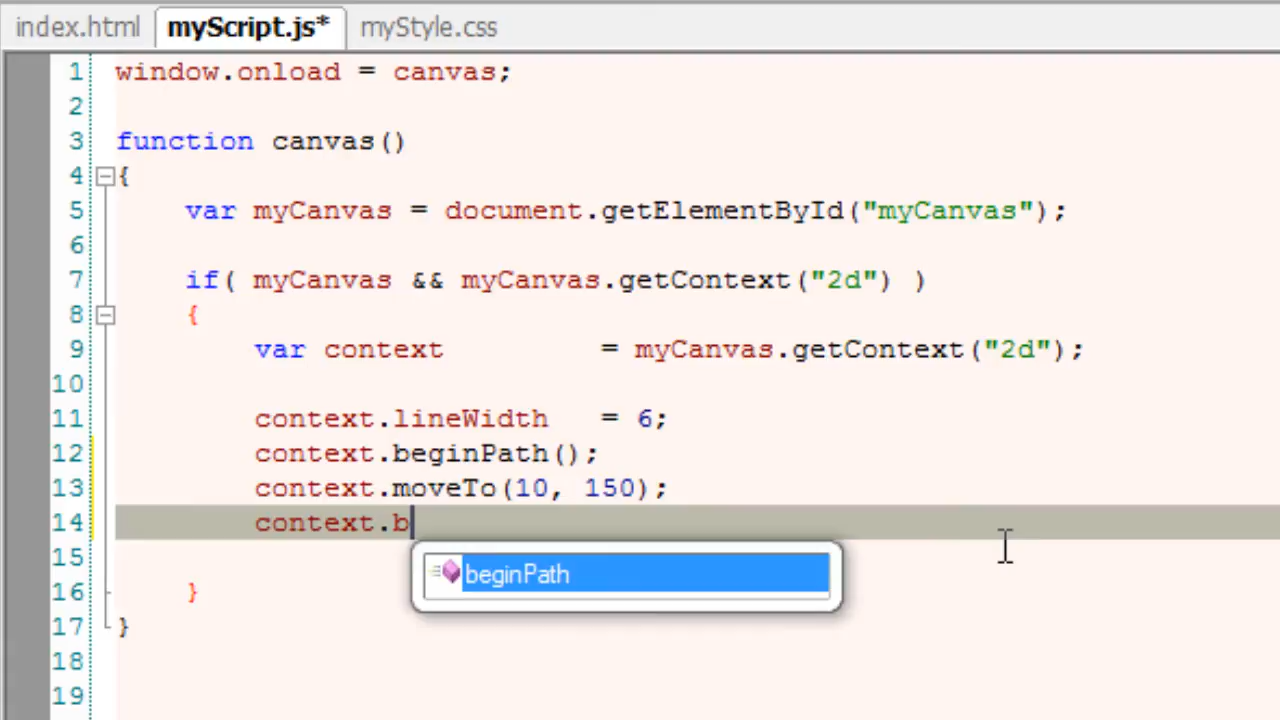 index.html myScript.js* myStyle.css
1 window.onload = canvas;
2
3 function canvas()
4 {
5 var myCanvas = document.getElementById("myCanvas");
6
7 if( myCanvas && myCanvas.getContext("2d") )
8 {
9 var context = myCanvas.getContext("2d");
10
11 context.lineWidth = 6;
12 context.beginPath();
13 context.moveTo(10, 150);
14 context.b
15
beginPath
16 }
17 }
18
19